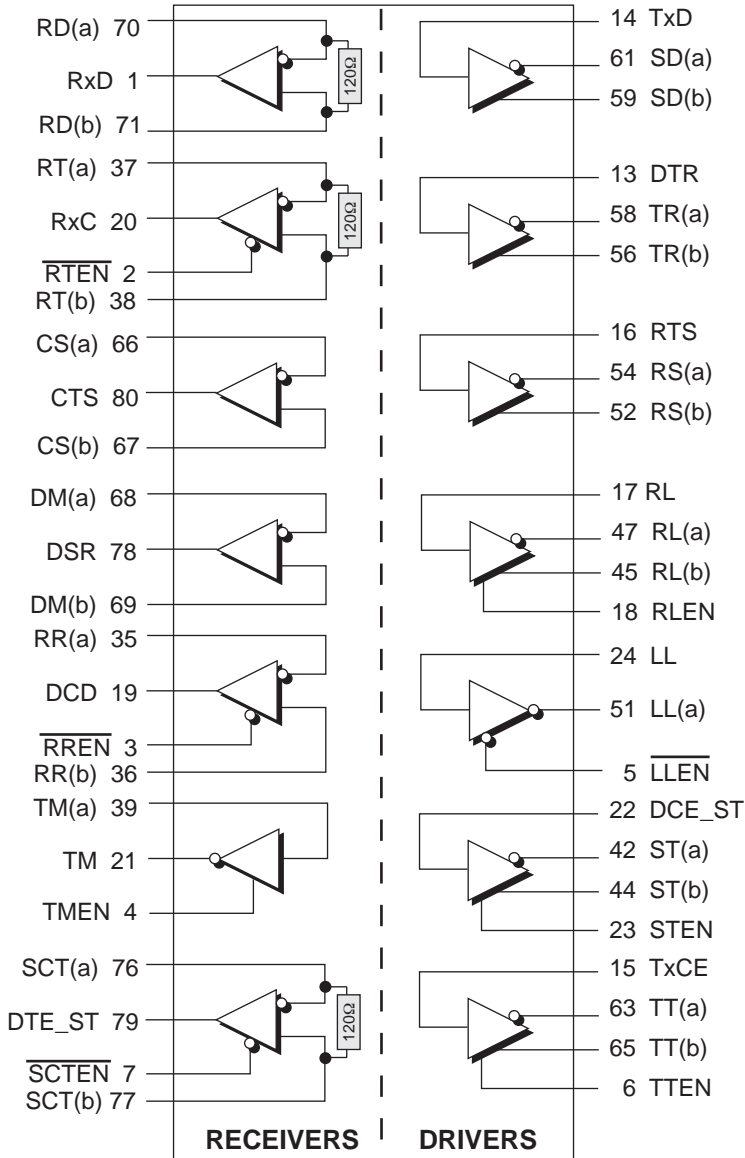 RD(a) 70
RxD 1
RD(b) 71
120Ω
RT(a) 37
RxC 20
RTEN 2
RT(b) 38
120Ω
CS(a) 66
CTS 80
CS(b) 67
DM(a) 68
DSR 78
DM(b) 69
RR(a) 35
DCD 19
RREN 3
RR(b) 36
TM(a) 39
TM 21
TMEN 4
SCT(a) 76
DTE_ST 79
SCTEN 7
SCT(b) 77
120Ω
RECEIVERS
14 TxD
61 SD(a)
59 SD(b)
13 DTR
58 TR(a)
56 TR(b)
16 RTS
54 RS(a)
52 RS(b)
17 RL
47 RL(a)
45 RL(b)
18 RLEN
24 LL
51 LL(a)
5 LLEN
22 DCE_ST
42 ST(a)
44 ST(b)
23 STEN
15 TxCE
63 TT(a)
65 TT(b)
6 TTEN
DRIVERS